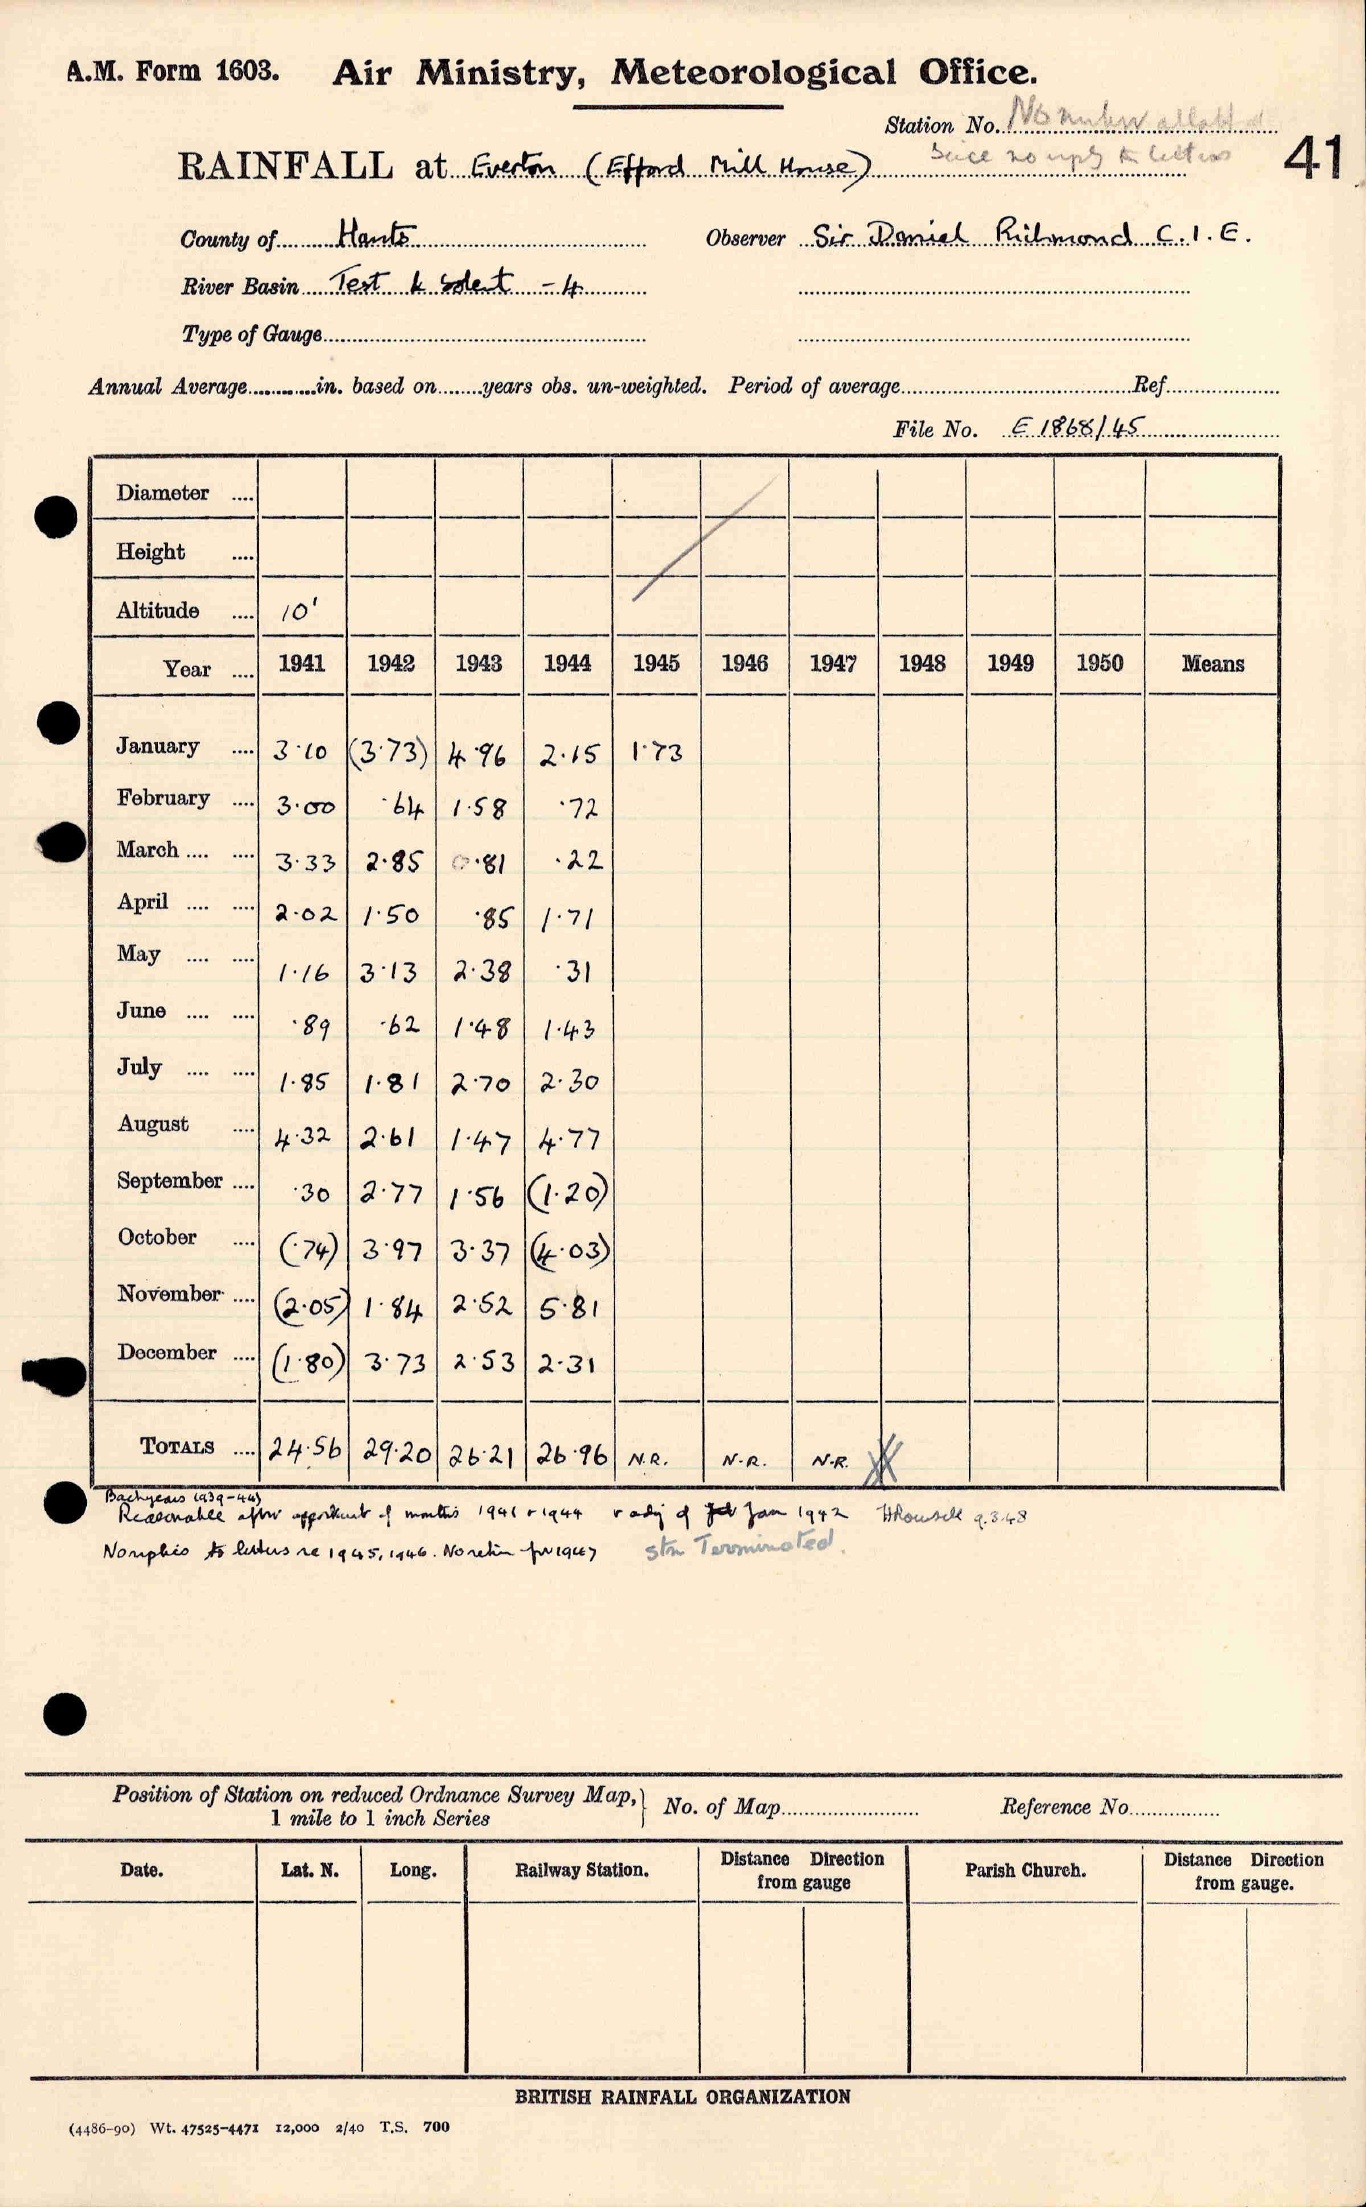 A.M. Form 1603. Air Ministry, Meteorological Office.
Station No. No number allotted
since no reply to letters
RAINFALL at Everton (Efford Mill House)
41
County of Hants Observer Sir Daniel Richmond C.I.E.
River Basin Test & Solent - 4
Type of Gauge
Annual Average in. based on years obs. un-weighted. Period of average Ref
File No. E 1868/45
Diameter ....
Height ....
Altitude .... 10'
Year .... 1941 1942 1943 1944 1945 1946 1947 1948 1949 1950 Means
January .... 3·10 (3·73) 4·96 2·15 1·73
February .... 3·00 ·64 1·58 ·72
March .... .... 3·33 2·85 0·81 ·22
April .... .... 2·02 1·50 ·85 1·71
May .... .... 1·16 3·13 2·38 ·31
June .... .... ·89 ·62 1·48 1·43
July .... .... 1·85 1·81 2·70 2·30
August .... 4·32 2·61 1·47 4·77
September .... ·30 2·77 1·56 (1·20)
October .... (·74) 3·97 3·37 (4·03)
November .... (2·05) 1·84 2·52 5·81
December .... (1·80) 3·73 2·53 2·31
TOTALS .... 24·56 29·20 26·21 26·96 N.R. N.R. N.R.
Backyears 1939-44)
Reasonable after apportment of months 1941 & 1944 & adj of Jan 1942 9.3.48
No replies to letters re 1945, 1946. No return for 1947 Stn Terminated.
Position of Station on reduced Ordnance Survey Map,
1 mile to 1 inch Series
No. of Map Reference No.
Date. Lat. N. Long. Railway Station. Distance Direction from gauge Parish Church. Distance Direction from gauge.
BRITISH RAINFALL ORGANIZATION
(4486-90) Wt. 47525-4471 12,000 2/40 T.S. 700